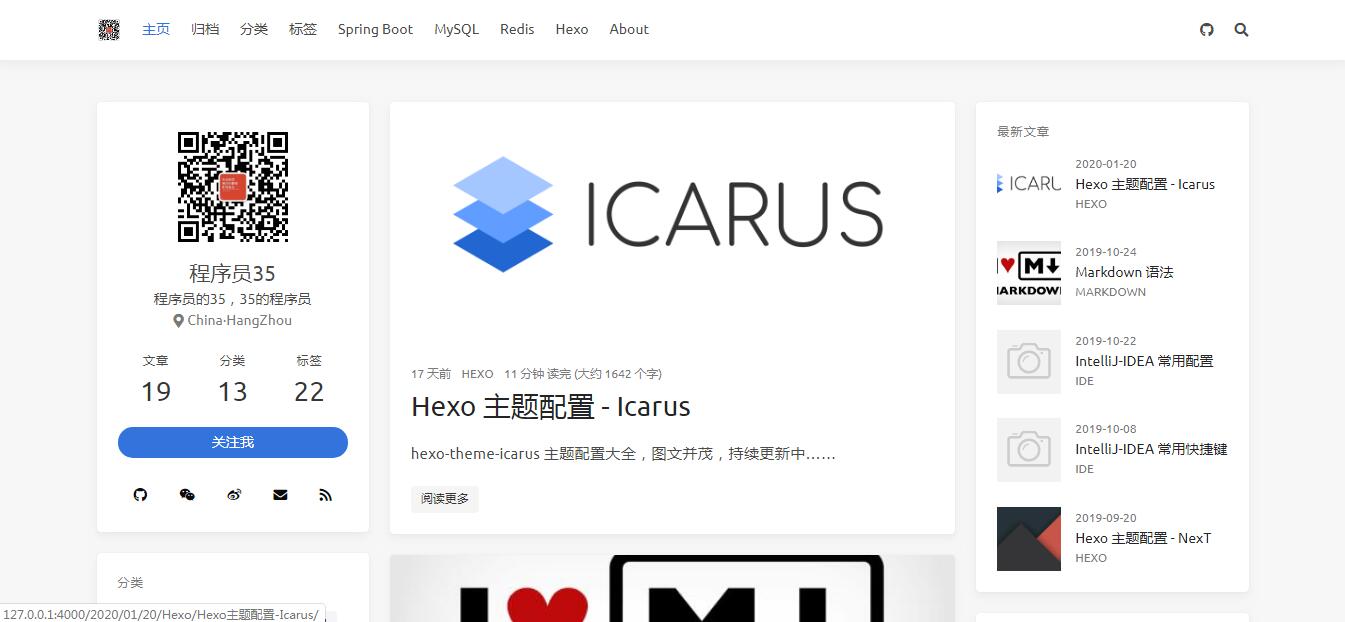 主页 归档 分类 标签 Spring Boot MySQL Redis Hexo About
程序员35
程序员的35，35的程序员
China·HangZhou
文章 分类 标签
19 13 22
关注我
分类
ICARUS
17 天前 HEXO 11 分钟 读完 (大约 1642 个字)
Hexo 主题配置 - Icarus
hexo-theme-icarus 主题配置大全，图文并茂，持续更新中……
阅读更多
I M
最新文章
ICARU
2020-01-20
Hexo 主题配置 - Icarus
HEXO
M
MARKDOWN
2019-10-24
Markdown 语法
MARKDOWN
2019-10-22
IntelliJ-IDEA 常用配置
IDE
2019-10-08
IntelliJ-IDEA 常用快捷键
IDE
2019-09-20
Hexo 主题配置 - NexT
HEXO
127.0.0.1:4000/2020/01/20/Hexo/Hexo主题配置-Icarus/